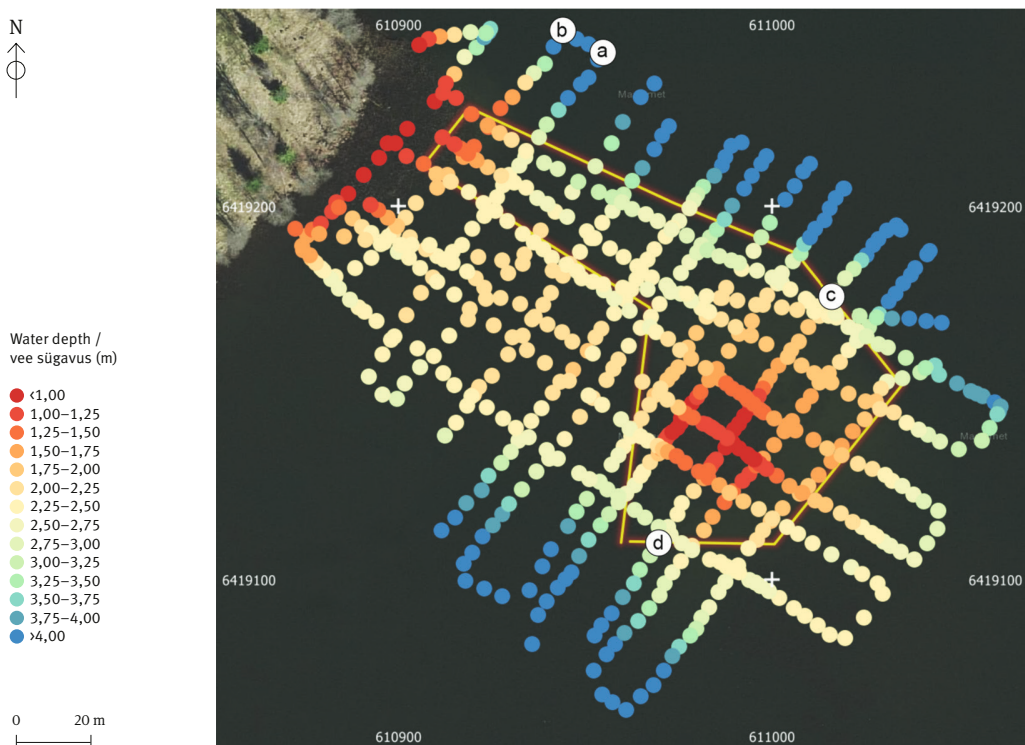 N
610900
611000
b
a
6419200
6419200
c
Water depth /
vee sügavus (m)
‹1,00
1,00–1,25
1,25–1,50
1,50–1,75
1,75–2,00
2,00–2,25
2,25–2,50
2,50–2,75
2,75–3,00
3,00–3,25
3,25–3,50
3,50–3,75
3,75–4,00
›4,00
d
6419100
6419100
0 20 m
610900
611000